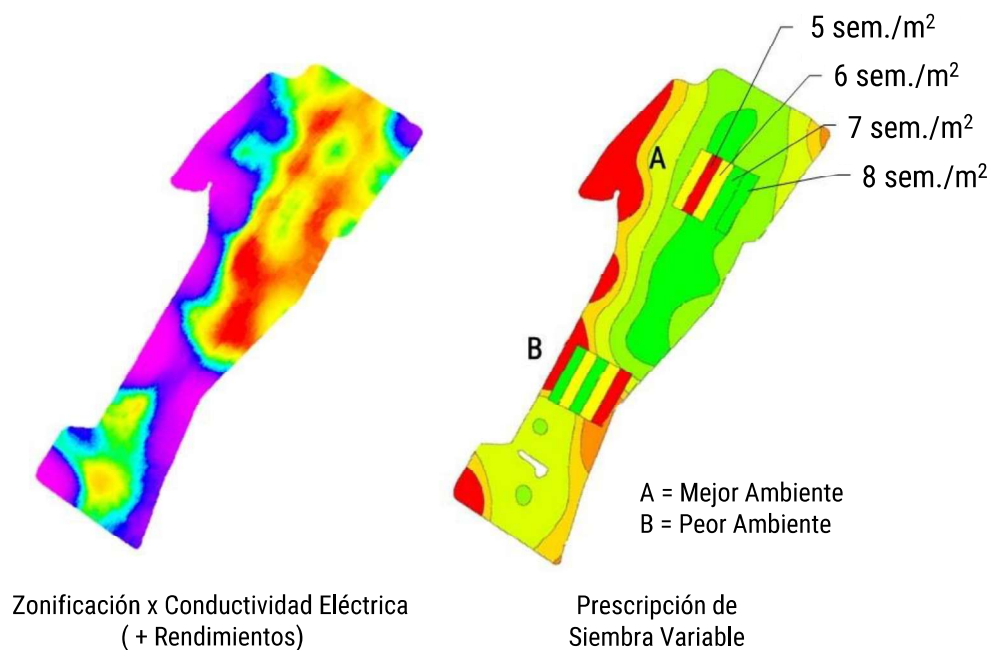 5 sem./m²
6 sem./m²
7 sem./m²
8 sem./m²
A
B
A = Mejor Ambiente
B = Peor Ambiente
Zonificación x Conductividad Eléctrica
( + Rendimientos)
Prescripción de
Siembra Variable